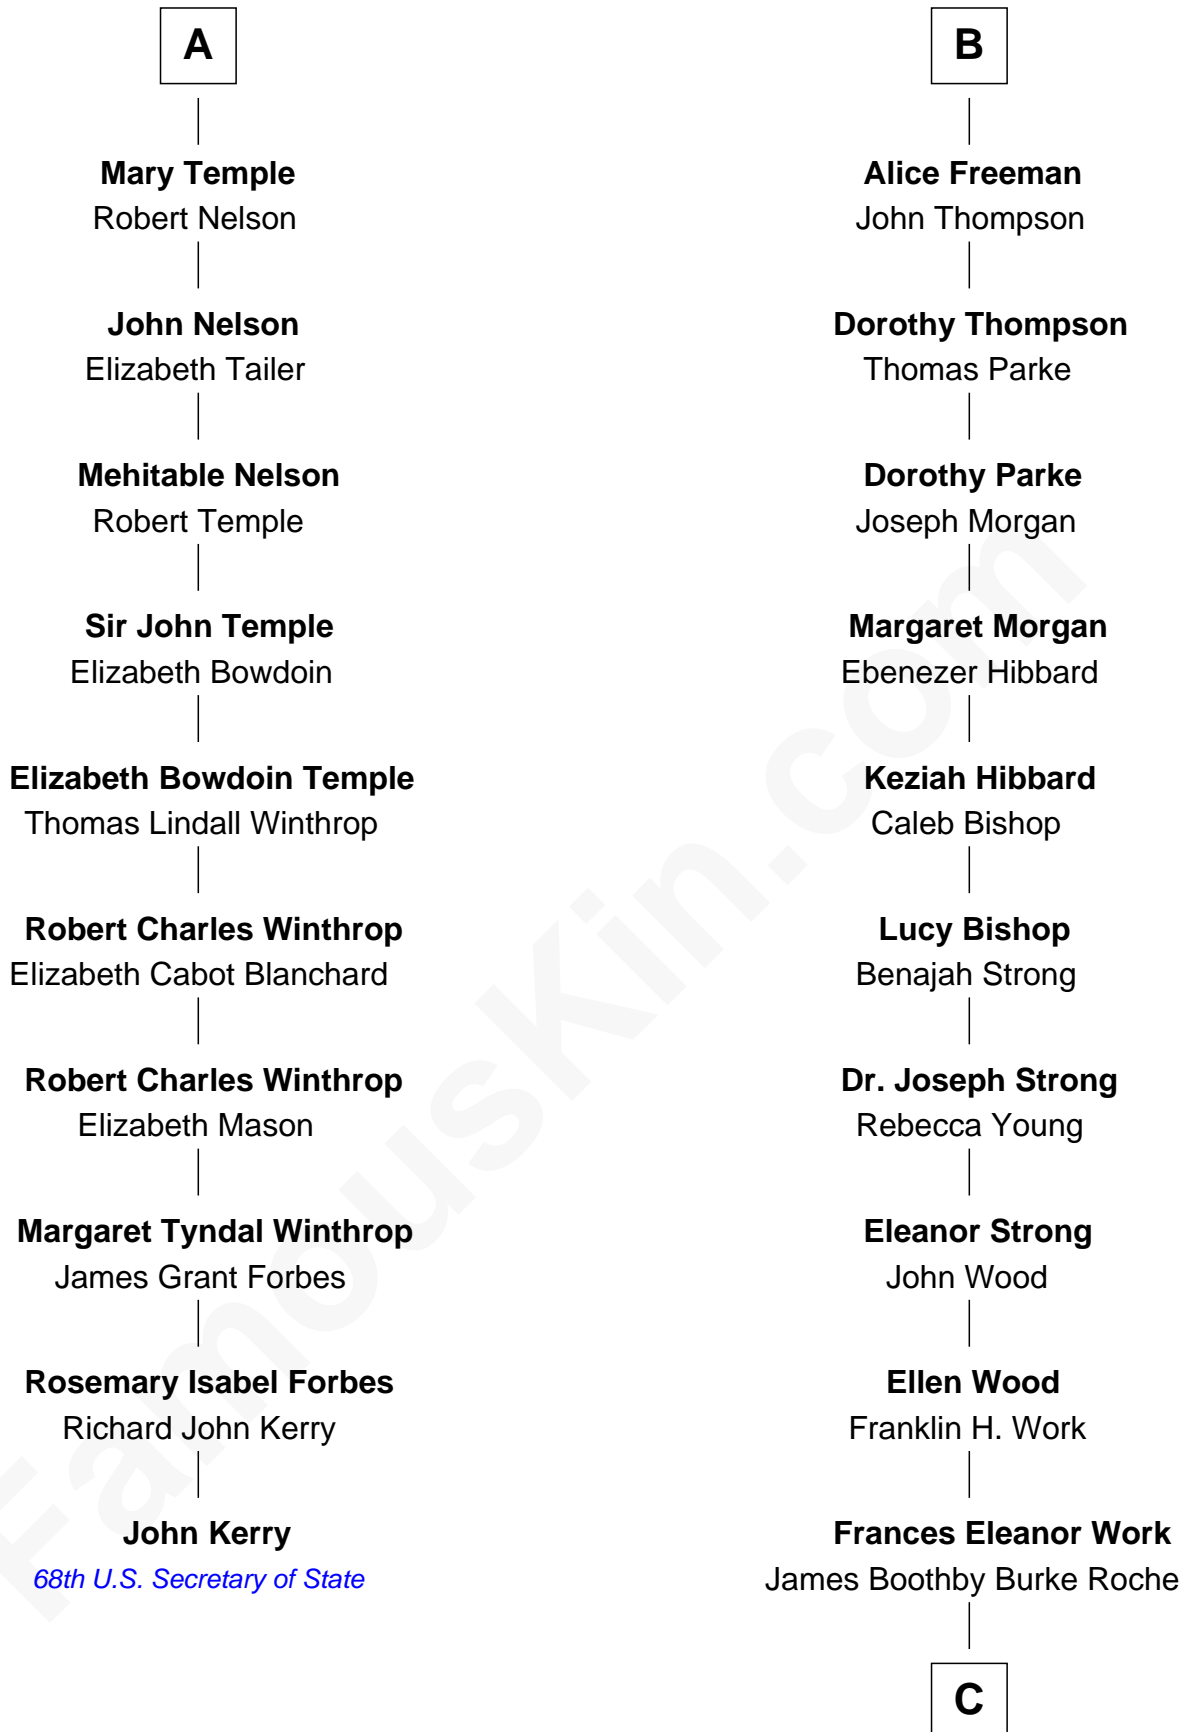 A
Mary Temple
Robert Nelson
John Nelson
Elizabeth Tailer
Mehitable Nelson
Robert Temple
Sir John Temple
Elizabeth Bowdoin
Elizabeth Bowdoin Temple
Thomas Lindall Winthrop
Robert Charles Winthrop
Elizabeth Cabot Blanchard
Robert Charles Winthrop
Elizabeth Mason
Margaret Tyndal Winthrop
James Grant Forbes
Rosemary Isabel Forbes
Richard John Kerry
John Kerry
68th U.S. Secretary of State
B
Alice Freeman
John Thompson
Dorothy Thompson
Thomas Parke
Dorothy Parke
Joseph Morgan
Margaret Morgan
Ebenezer Hibbard
Keziah Hibbard
Caleb Bishop
Lucy Bishop
Benajah Strong
Dr. Joseph Strong
Rebecca Young
Eleanor Strong
John Wood
Ellen Wood
Franklin H. Work
Frances Eleanor Work
James Boothby Burke Roche
C
FamousKin.com